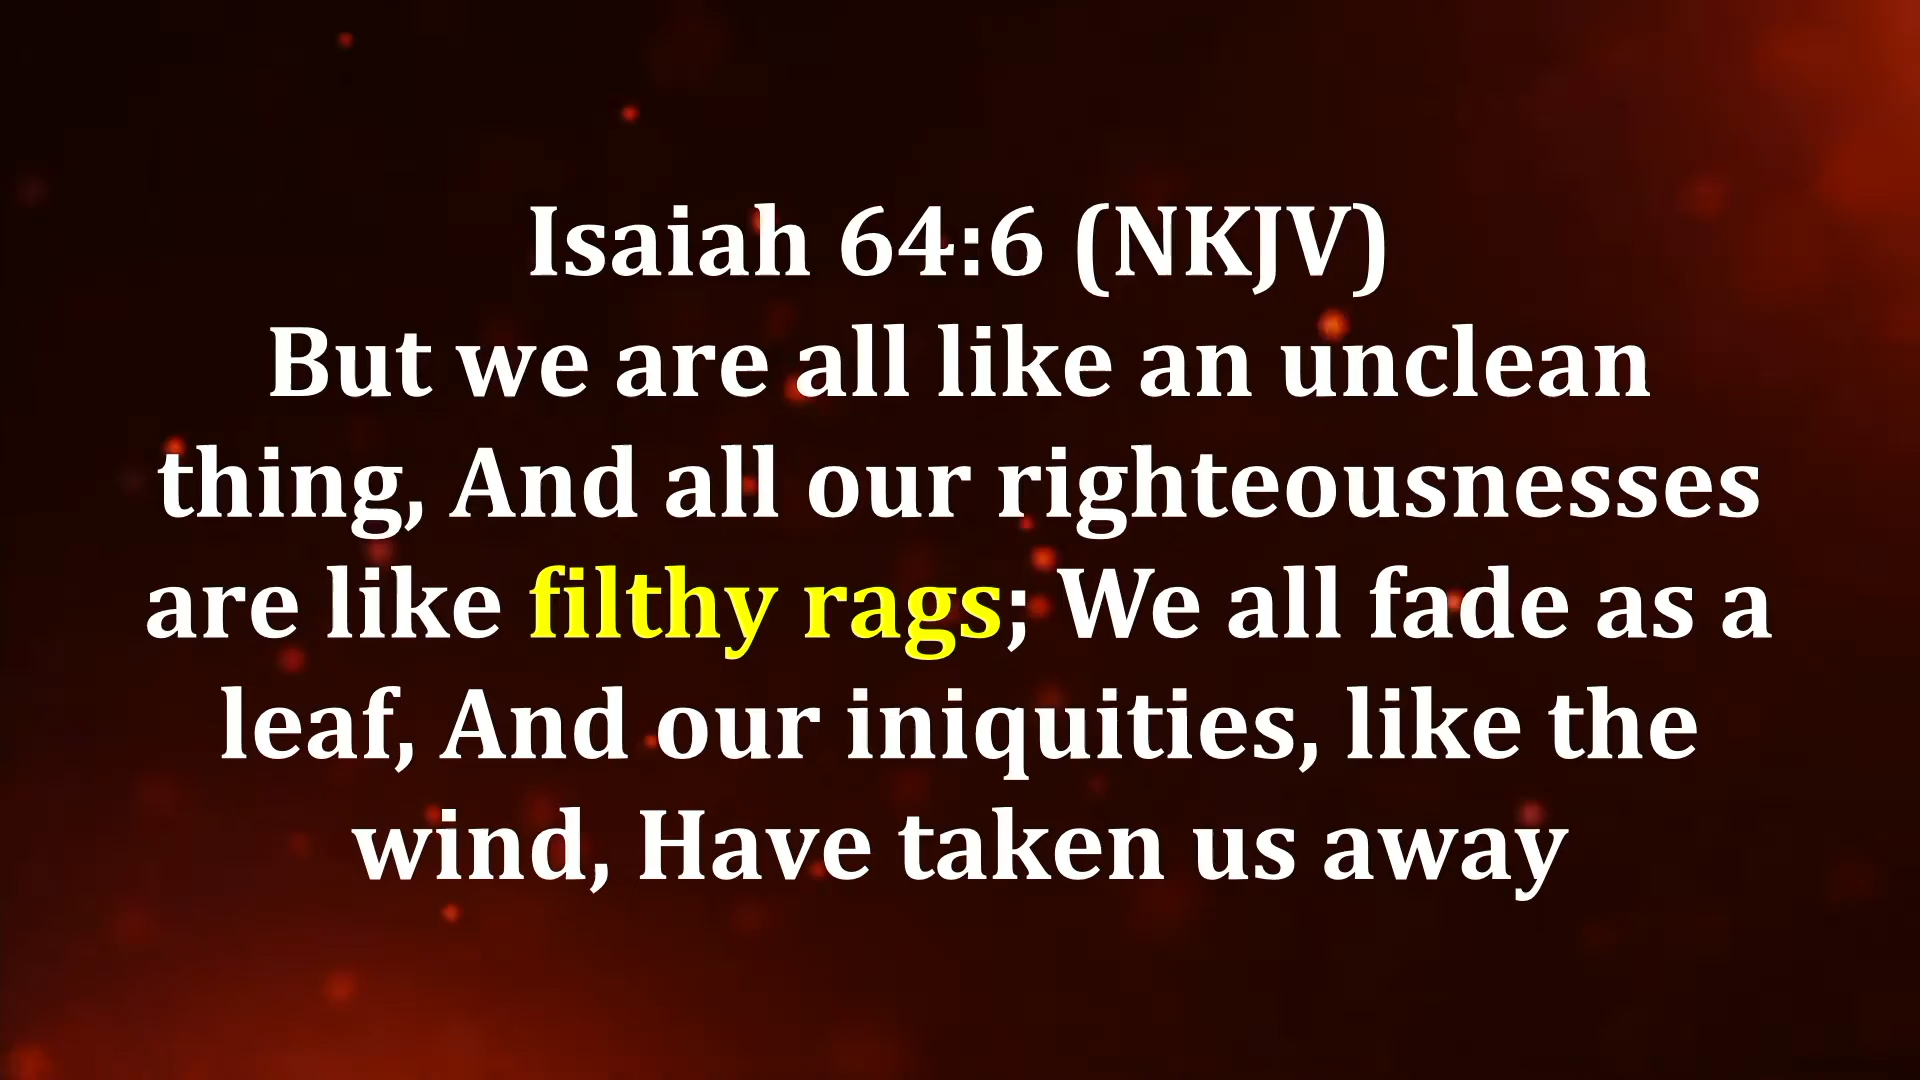 Isaiah 64:6 (NKJV)
But we are all like an unclean
thing, And all our righteousnesses
are like filthy rags; We all fade as a
leaf, And our iniquities, like the
wind, Have taken us away